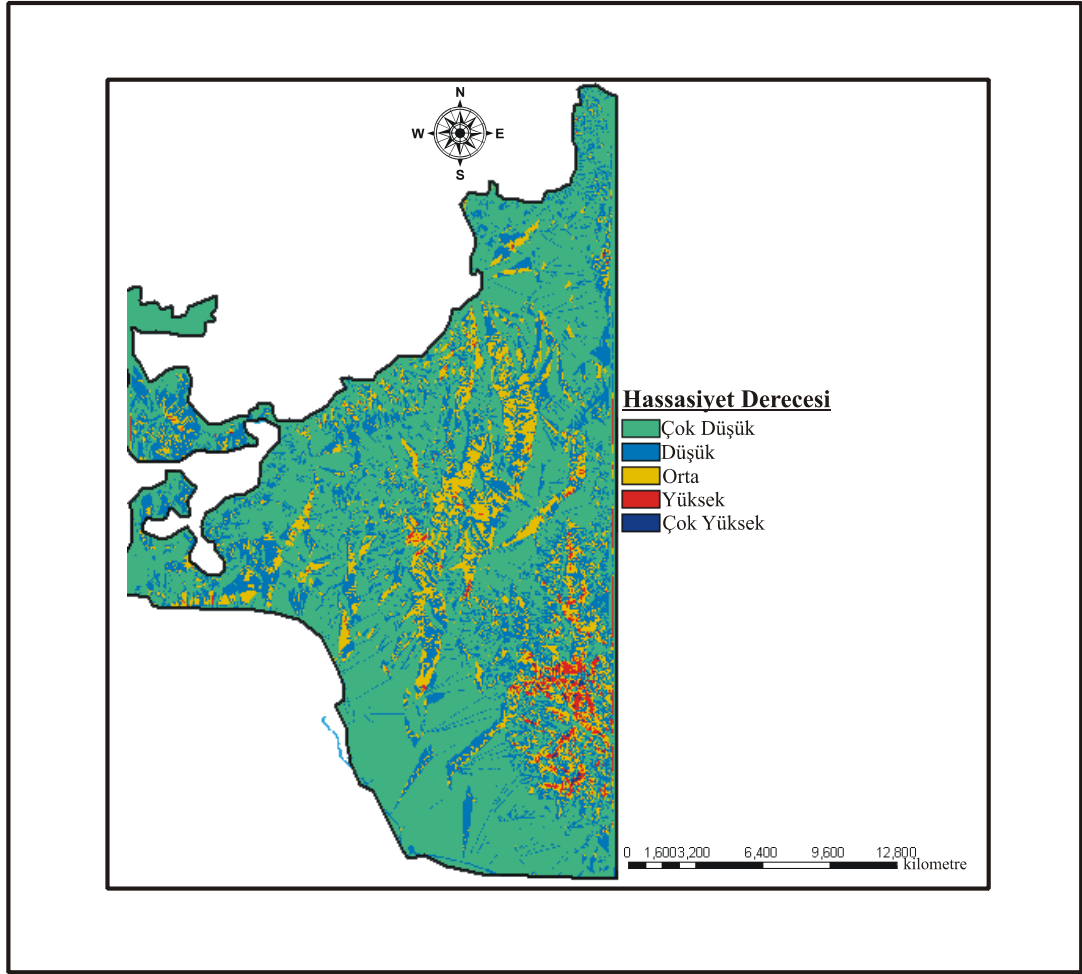 N
W E
S
Hassasiyet Derecesi
Çok Düşük
Düşük
Orta
Yüksek
Çok Yüksek
0 1,6003,200 6,400 9,600 12,800
kilometre